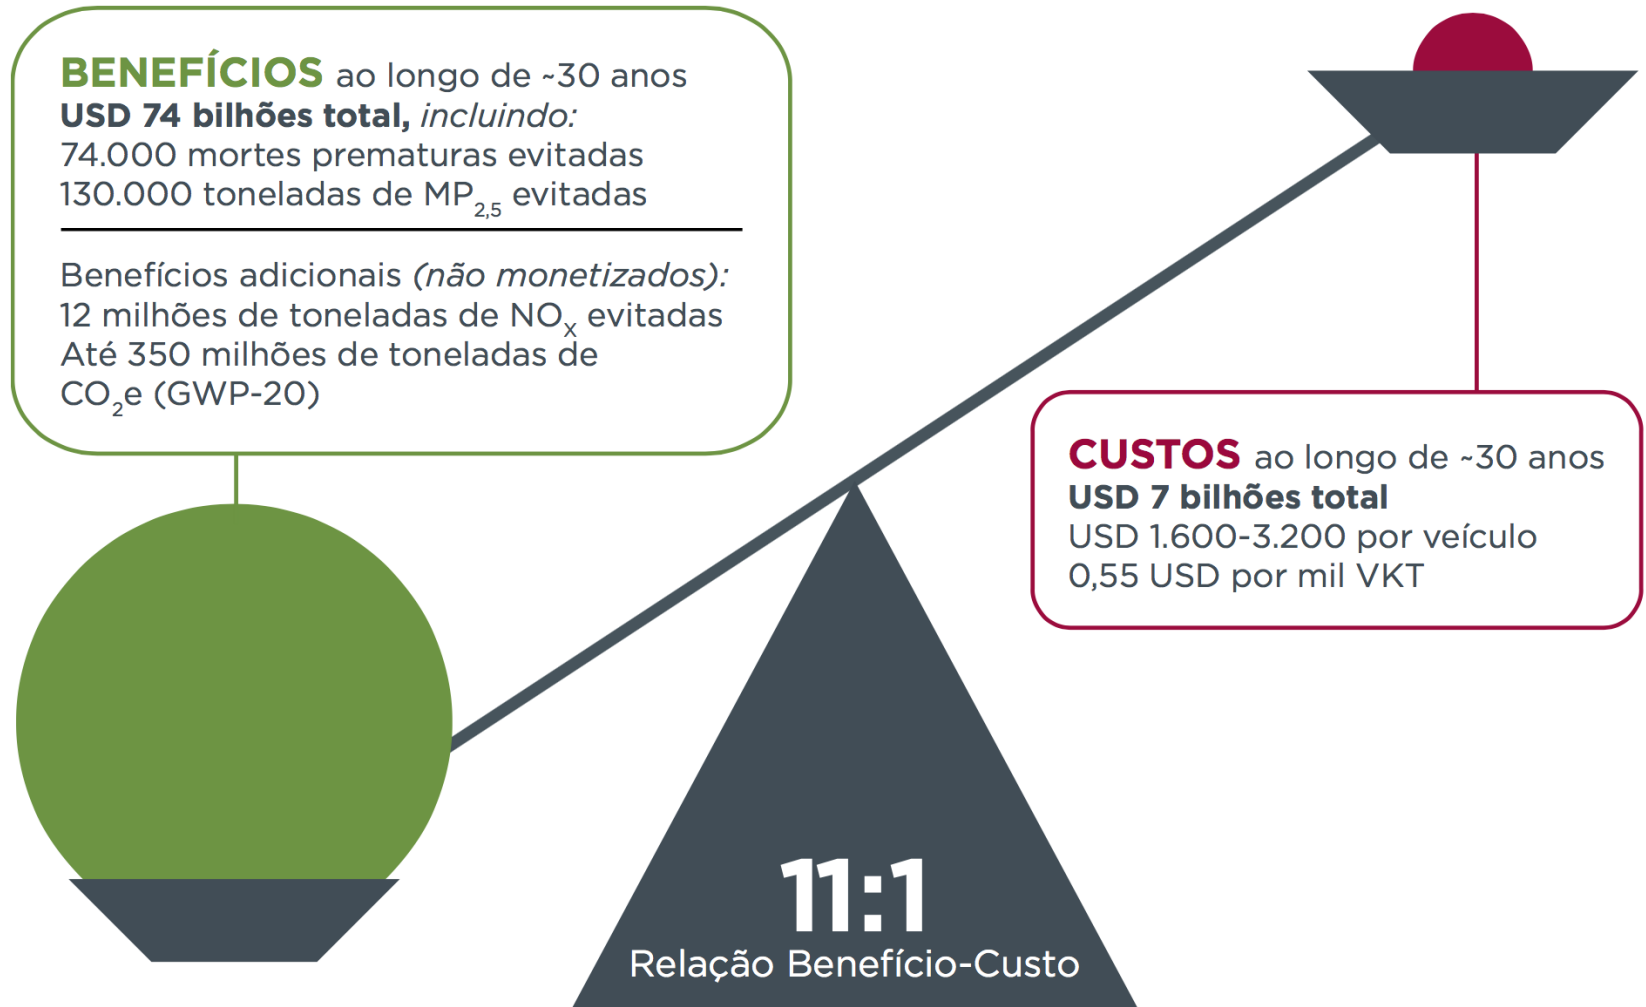 BENEFÍCIOS ao longo de ~30 anos
USD 74 bilhões total, incluindo:
74.000 mortes prematuras evitadas
130.000 toneladas de MP2,5 evitadas
Benefícios adicionais (não monetizados):
12 milhões de toneladas de NOX evitadas
Até 350 milhões de toneladas de
CO2e (GWP-20)
CUSTOS ao longo de ~30 anos
USD 7 bilhões total
USD 1.600-3.200 por veículo
0,55 USD por mil VKT
11:1
Relação Benefício-Custo